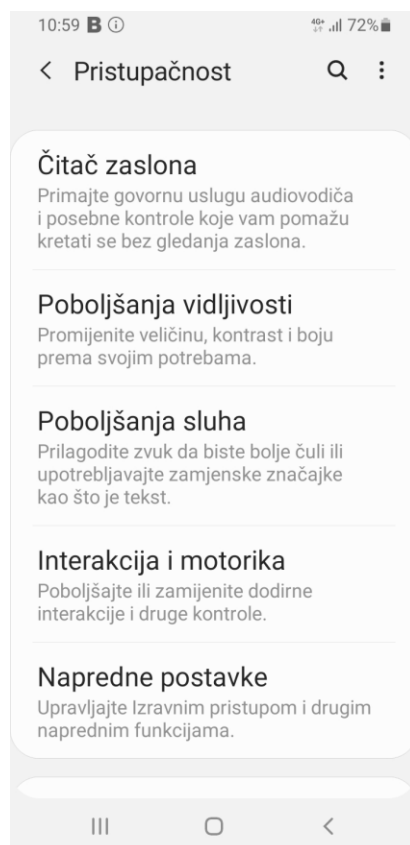 10:59 B 4G+ 72%
Pristupačnost
Čitač zaslona
Primajte govornu uslugu audiovodiča
i posebne kontrole koje vam pomažu
kretati se bez gledanja zaslona.
Poboljšanja vidljivosti
Promijenite veličinu, kontrast i boju
prema svojim potrebama.
Poboljšanja sluha
Prilagodite zvuk da biste bolje čuli ili
upotrebljavajte zamjenske značajke
kao što je tekst.
Interakcija i motorika
Poboljšajte ili zamijenite dodirne
interakcije i druge kontrole.
Napredne postavke
Upravljajte Izravnim pristupom i drugim
naprednim funkcijama.